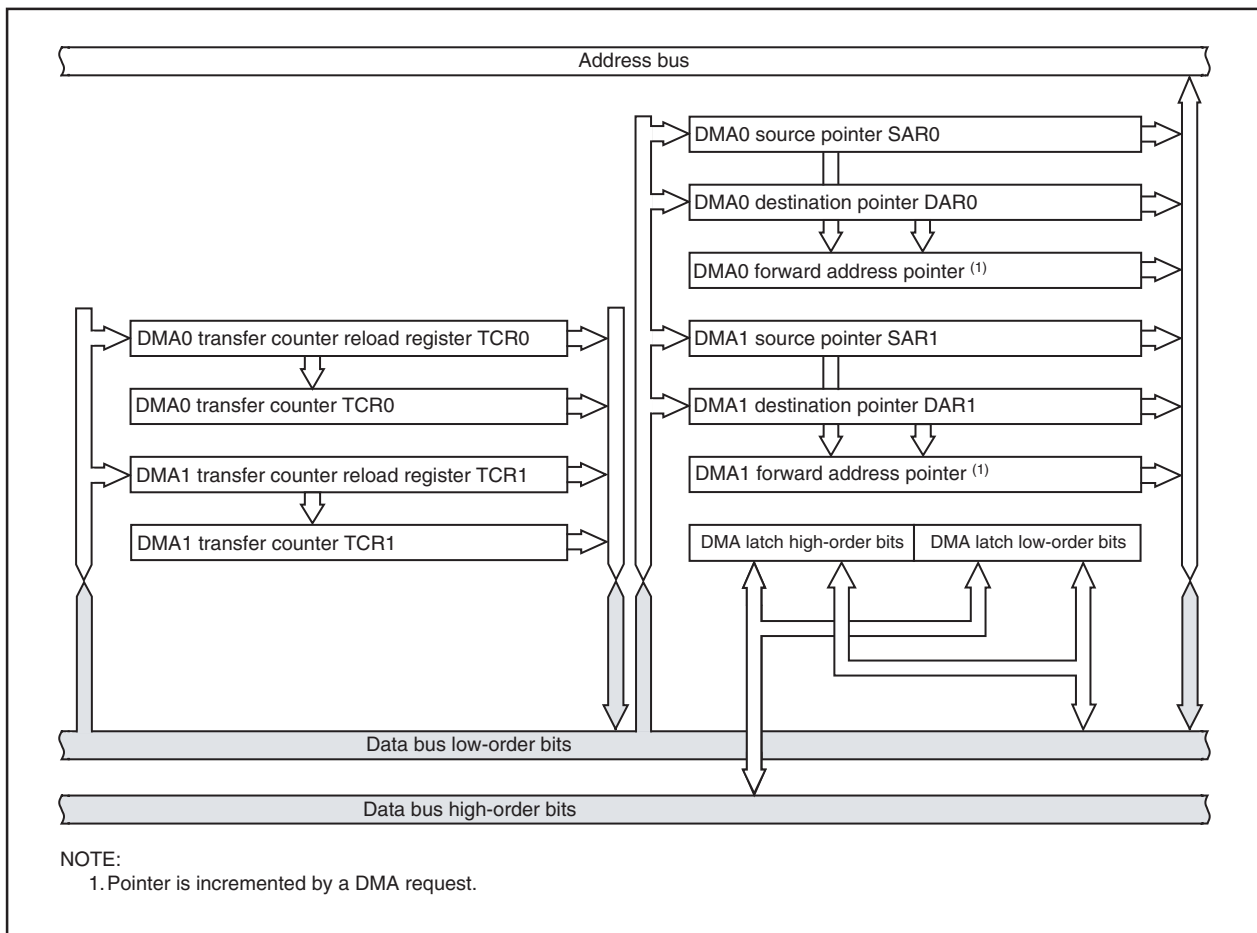 Address bus
DMA0 source pointer SAR0
DMA0 destination pointer DAR0
DMA0 forward address pointer (1)
DMA0 transfer counter reload register TCR0
DMA0 transfer counter TCR0
DMA1 transfer counter reload register TCR1
DMA1 transfer counter TCR1
DMA1 source pointer SAR1
DMA1 destination pointer DAR1
DMA1 forward address pointer (1)
DMA latch high-order bits
DMA latch low-order bits
Data bus low-order bits
Data bus high-order bits
NOTE:
1. Pointer is incremented by a DMA request.